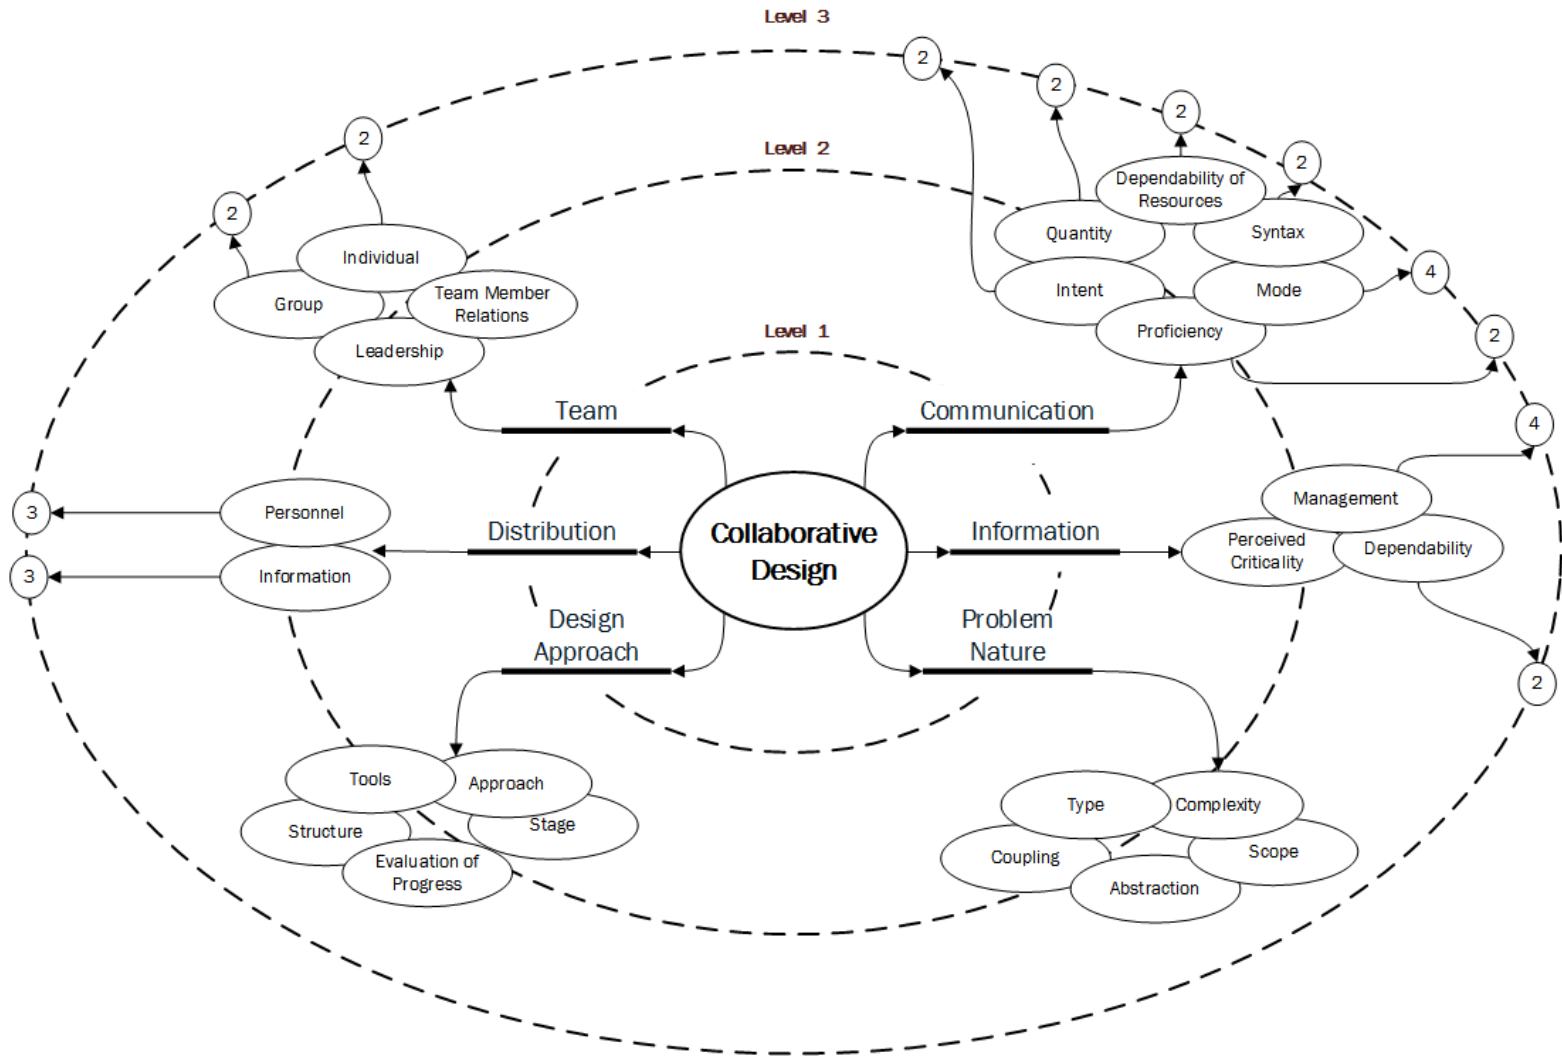 Level 3
2
2
2
2
2
Dependability of
Resources
Level 2
2
2
Quantity
Syntax
Individual
4
Intent
Mode
Team Member
Relations
Group
Level 1
Proficiency
2
Leadership
Team
Communication
4
Management
Personnel
3
Distribution
Collaborative
Design
Information
Perceived
Criticality
Dependability
Information
3
Design
Approach
Problem
Nature
2
Tools
Approach
Type
Complexity
Structure
Stage
Coupling
Scope
Evaluation of
Progress
Abstraction